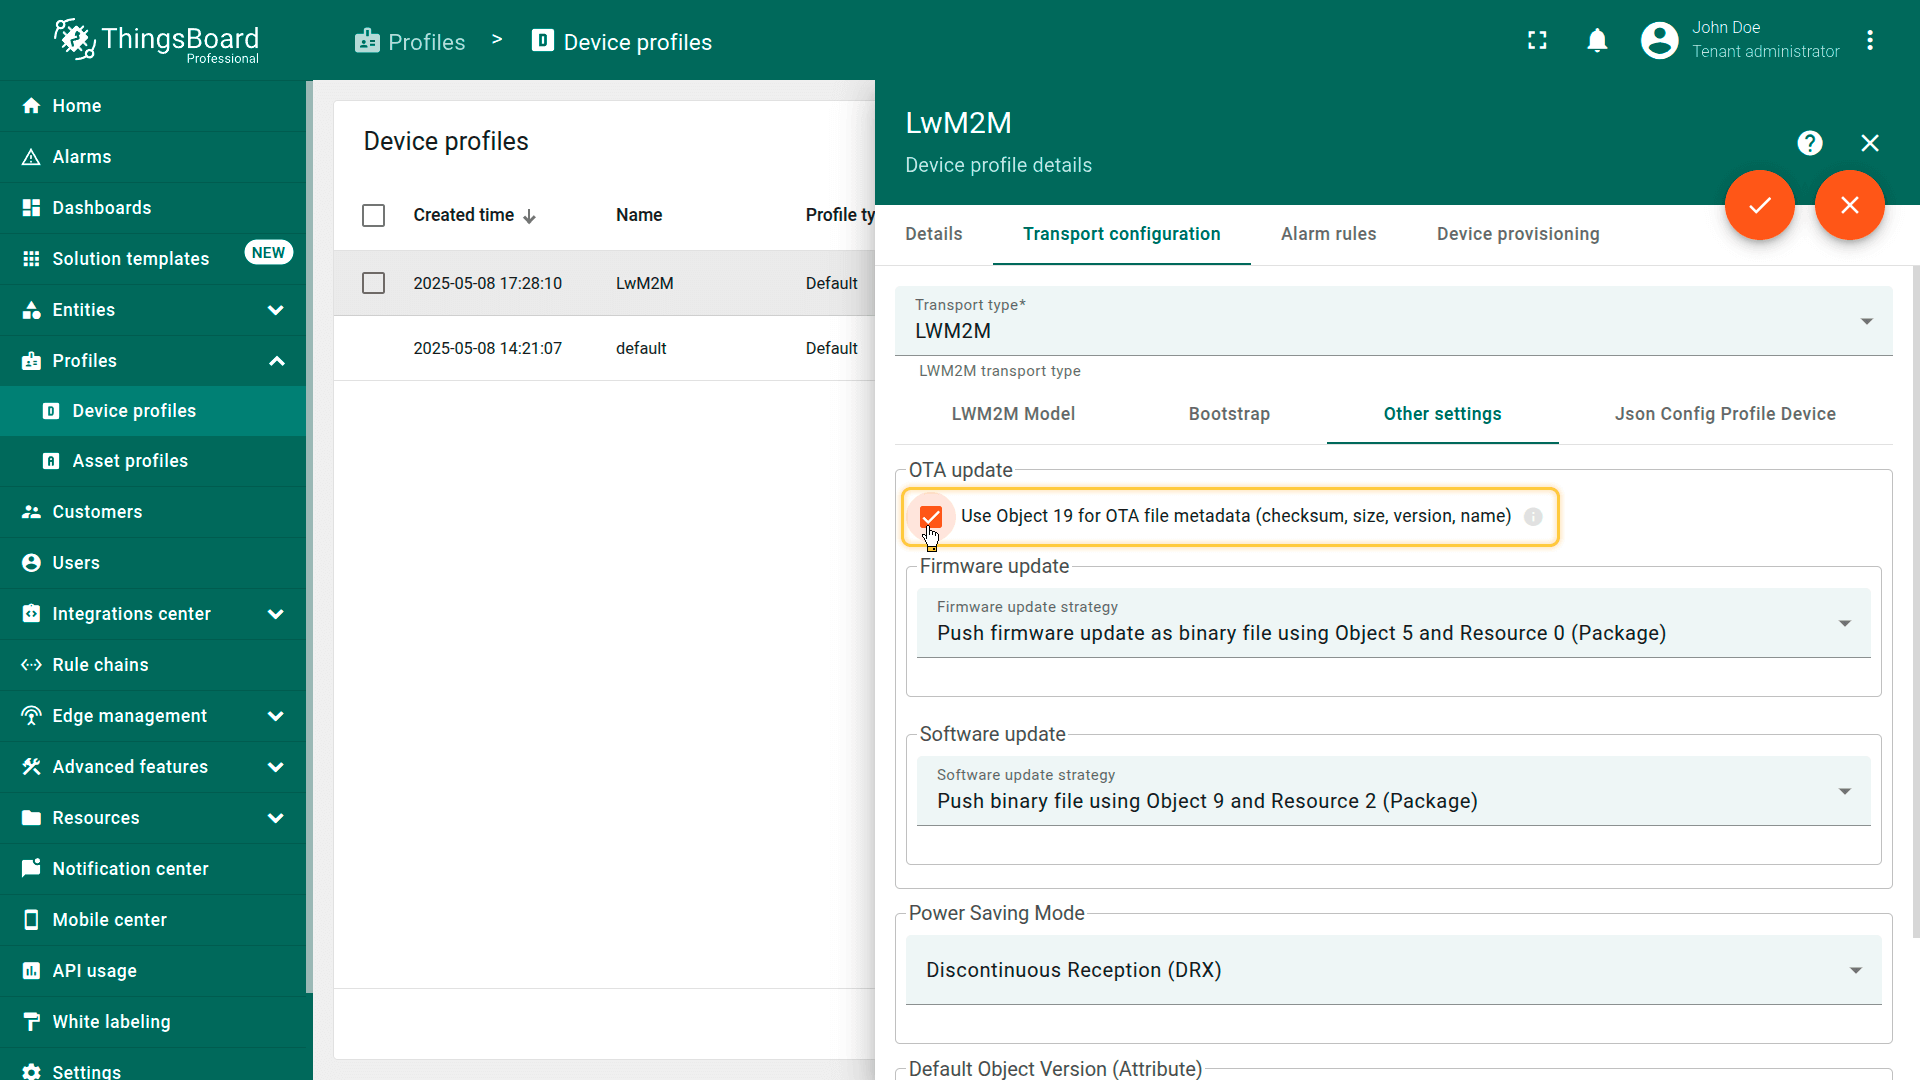 ThingsBoard
Professional
Profiles > Device profiles
John Doe
Tenant administrator
Home
Alarms
Dashboards
Solution templates NEW
Entities
Profiles
Device profiles
Asset profiles
Customers
Users
Integrations center
Rule chains
Edge management
Advanced features
Resources
Notification center
Mobile center
API usage
White labeling
Settings
Device profiles
Created time Name Profile ty
2025-05-08 17:28:10 LwM2M Default
2025-05-08 14:21:07 default Default
LwM2M
Device profile details
Details Transport configuration Alarm rules Device provisioning
Transport type*
LWM2M
LWM2M transport type
LWM2M Model Bootstrap Other settings Json Config Profile Device
OTA update
Use Object 19 for OTA file metadata (checksum, size, version, name)
Firmware update
Firmware update strategy
Push firmware update as binary file using Object 5 and Resource 0 (Package)
Software update
Software update strategy
Push binary file using Object 9 and Resource 2 (Package)
Power Saving Mode
Discontinuous Reception (DRX)
Default Object Version (Attribute)